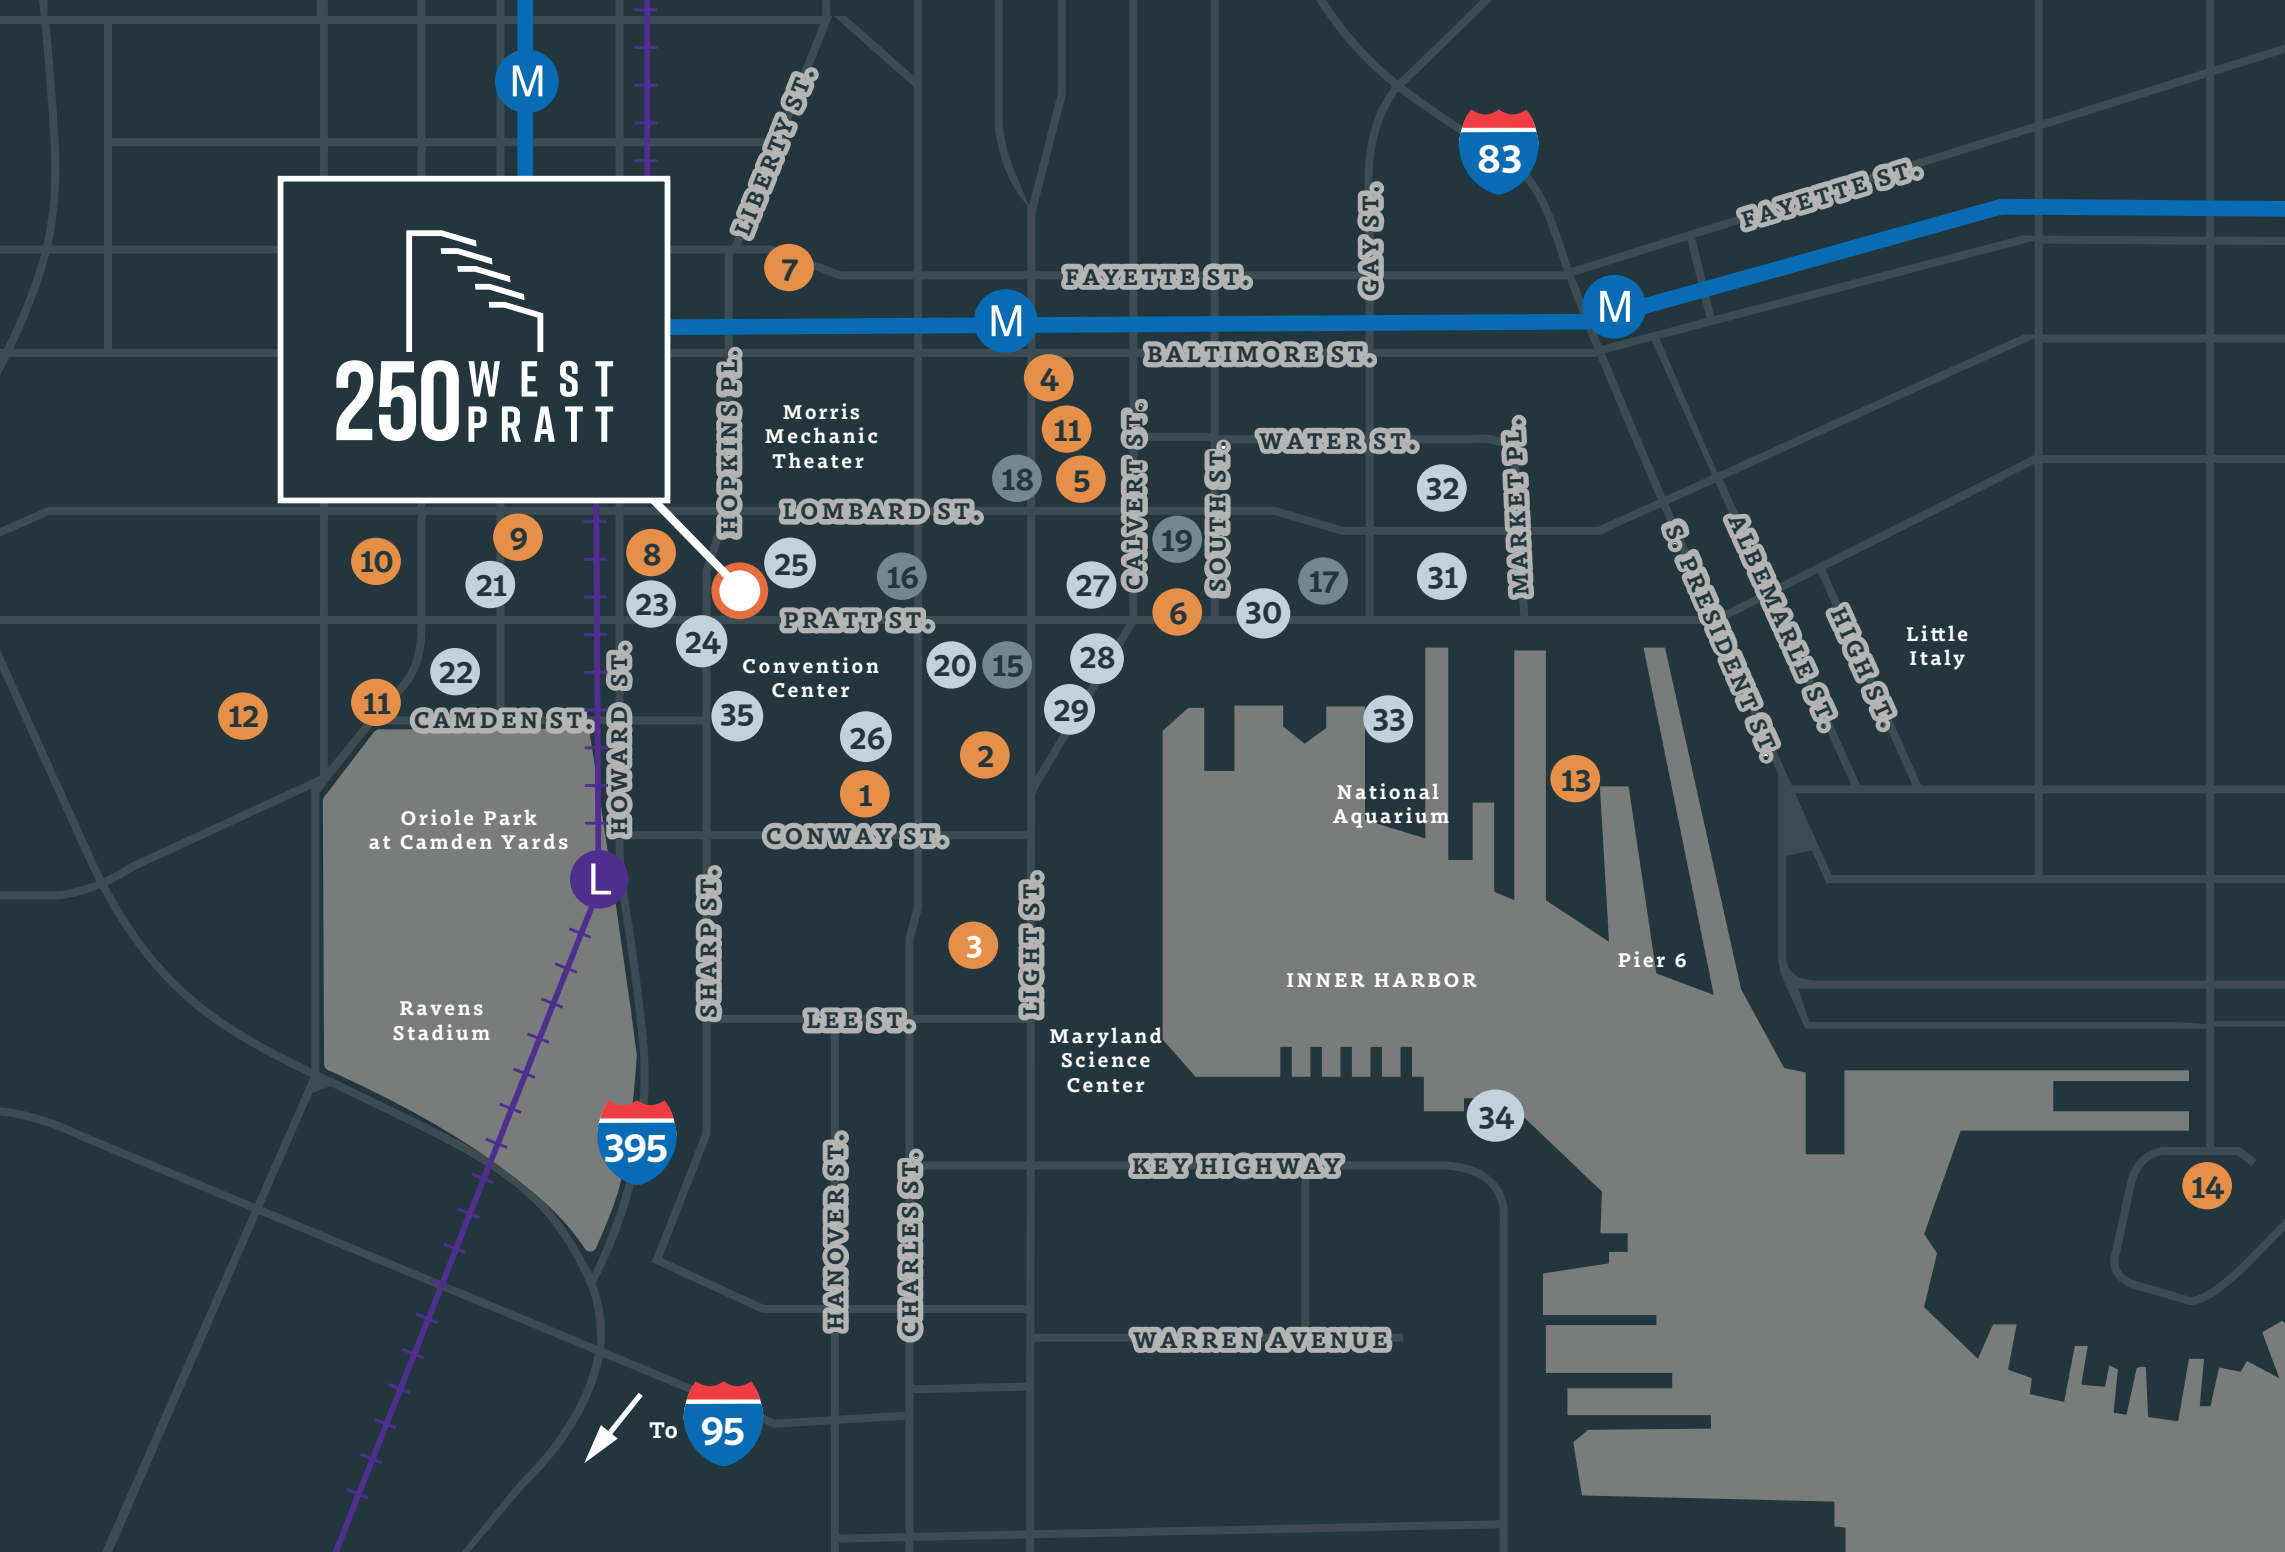 M
LIBERTY ST.
83
FAYETTE ST.
GAY ST.
7
FAYETTE ST.
M
M
BALTIMORE ST.
250 WEST PRATT
HOPKINS PL.
4
Morris
Mechanic
Theater
11
CALVERT ST.
WATER ST.
MARKET PL.
SOUTH ST.
18
5
32
LOMBARD ST.
9
8
19
10
25
16
27
17
31
21
23
6
30
PRATT ST.
24
S. PRESIDENT ST.
ALBEMARLE ST.
HIGH ST.
Little
Italy
22
Convention
Center
20
15
28
11
12
CAMDEN ST.
HOWARD ST.
35
29
33
26
2
13
1
National
Aquarium
Oriole Park
at Camden Yards
CONWAY ST.
L
SHARP ST.
LIGHT ST.
3
Pier 6
INNER HARBOR
Ravens
Stadium
LEE ST.
Maryland
Science
Center
34
395
HANOVER ST.
CHARLES ST.
KEY HIGHWAY
14
WARREN AVENUE
To
95